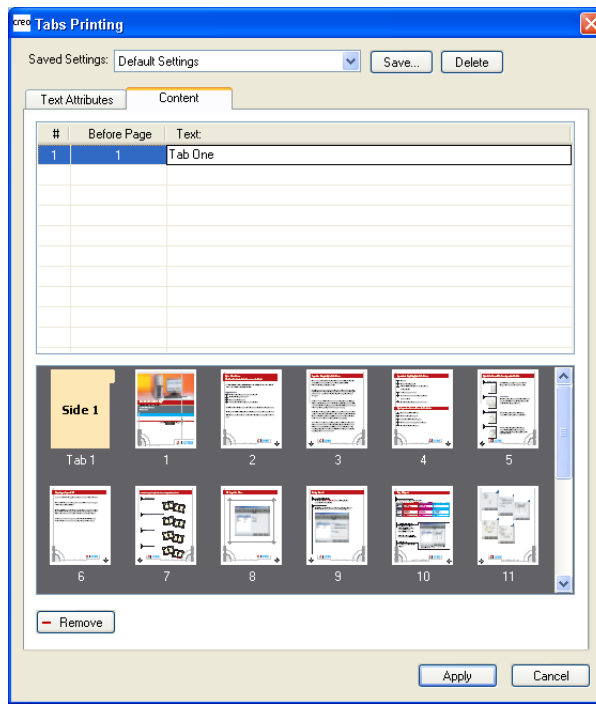 creo Tabs Printing
Saved Settings: Default Settings Save... Delete
Text Attributes Content
# Before Page Text:
1 1 Tab One
Side 1
Tab 1 1 2 3 4 5
6 7 8 9 10 11
Remove
Apply Cancel